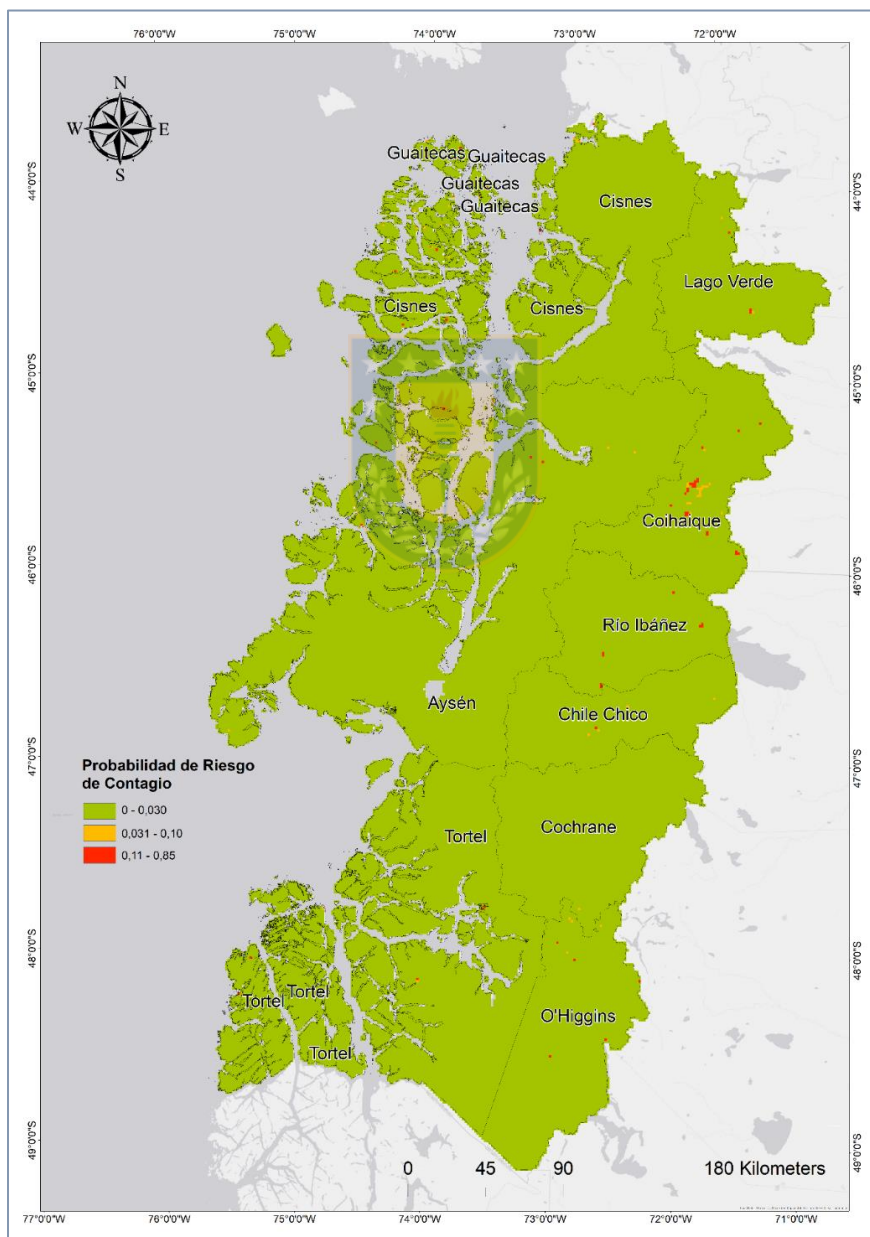 76°0'0"W
75°0'0"W
74°0'0"W
73°0'0"W
72°0'0"W
N
W E
S
44°0'0"S
44°0'0"S
Guaitecas
Guaitecas
Guaitecas
Guaitecas
Cisnes
Lago Verde
Cisnes
Cisnes
45°0'0"S
45°0'0"S
Coihaique
46°0'0"S
46°0'0"S
Río Ibáñez
Aysén
Chile Chico
47°0'0"S
47°0'0"S
Probabilidad de Riesgo
de Contagio
0 - 0,030
0,031 - 0,10
0,11 - 0,85
Tortel
Cochrane
48°0'0"S
48°0'0"S
Tortel
Tortel
O'Higgins
Tortel
49°0'0"S
49°0'0"S
0 45 90 180 Kilometers
77°0'0"W
76°0'0"W
75°0'0"W
74°0'0"W
73°0'0"W
72°0'0"W
71°0'0"W